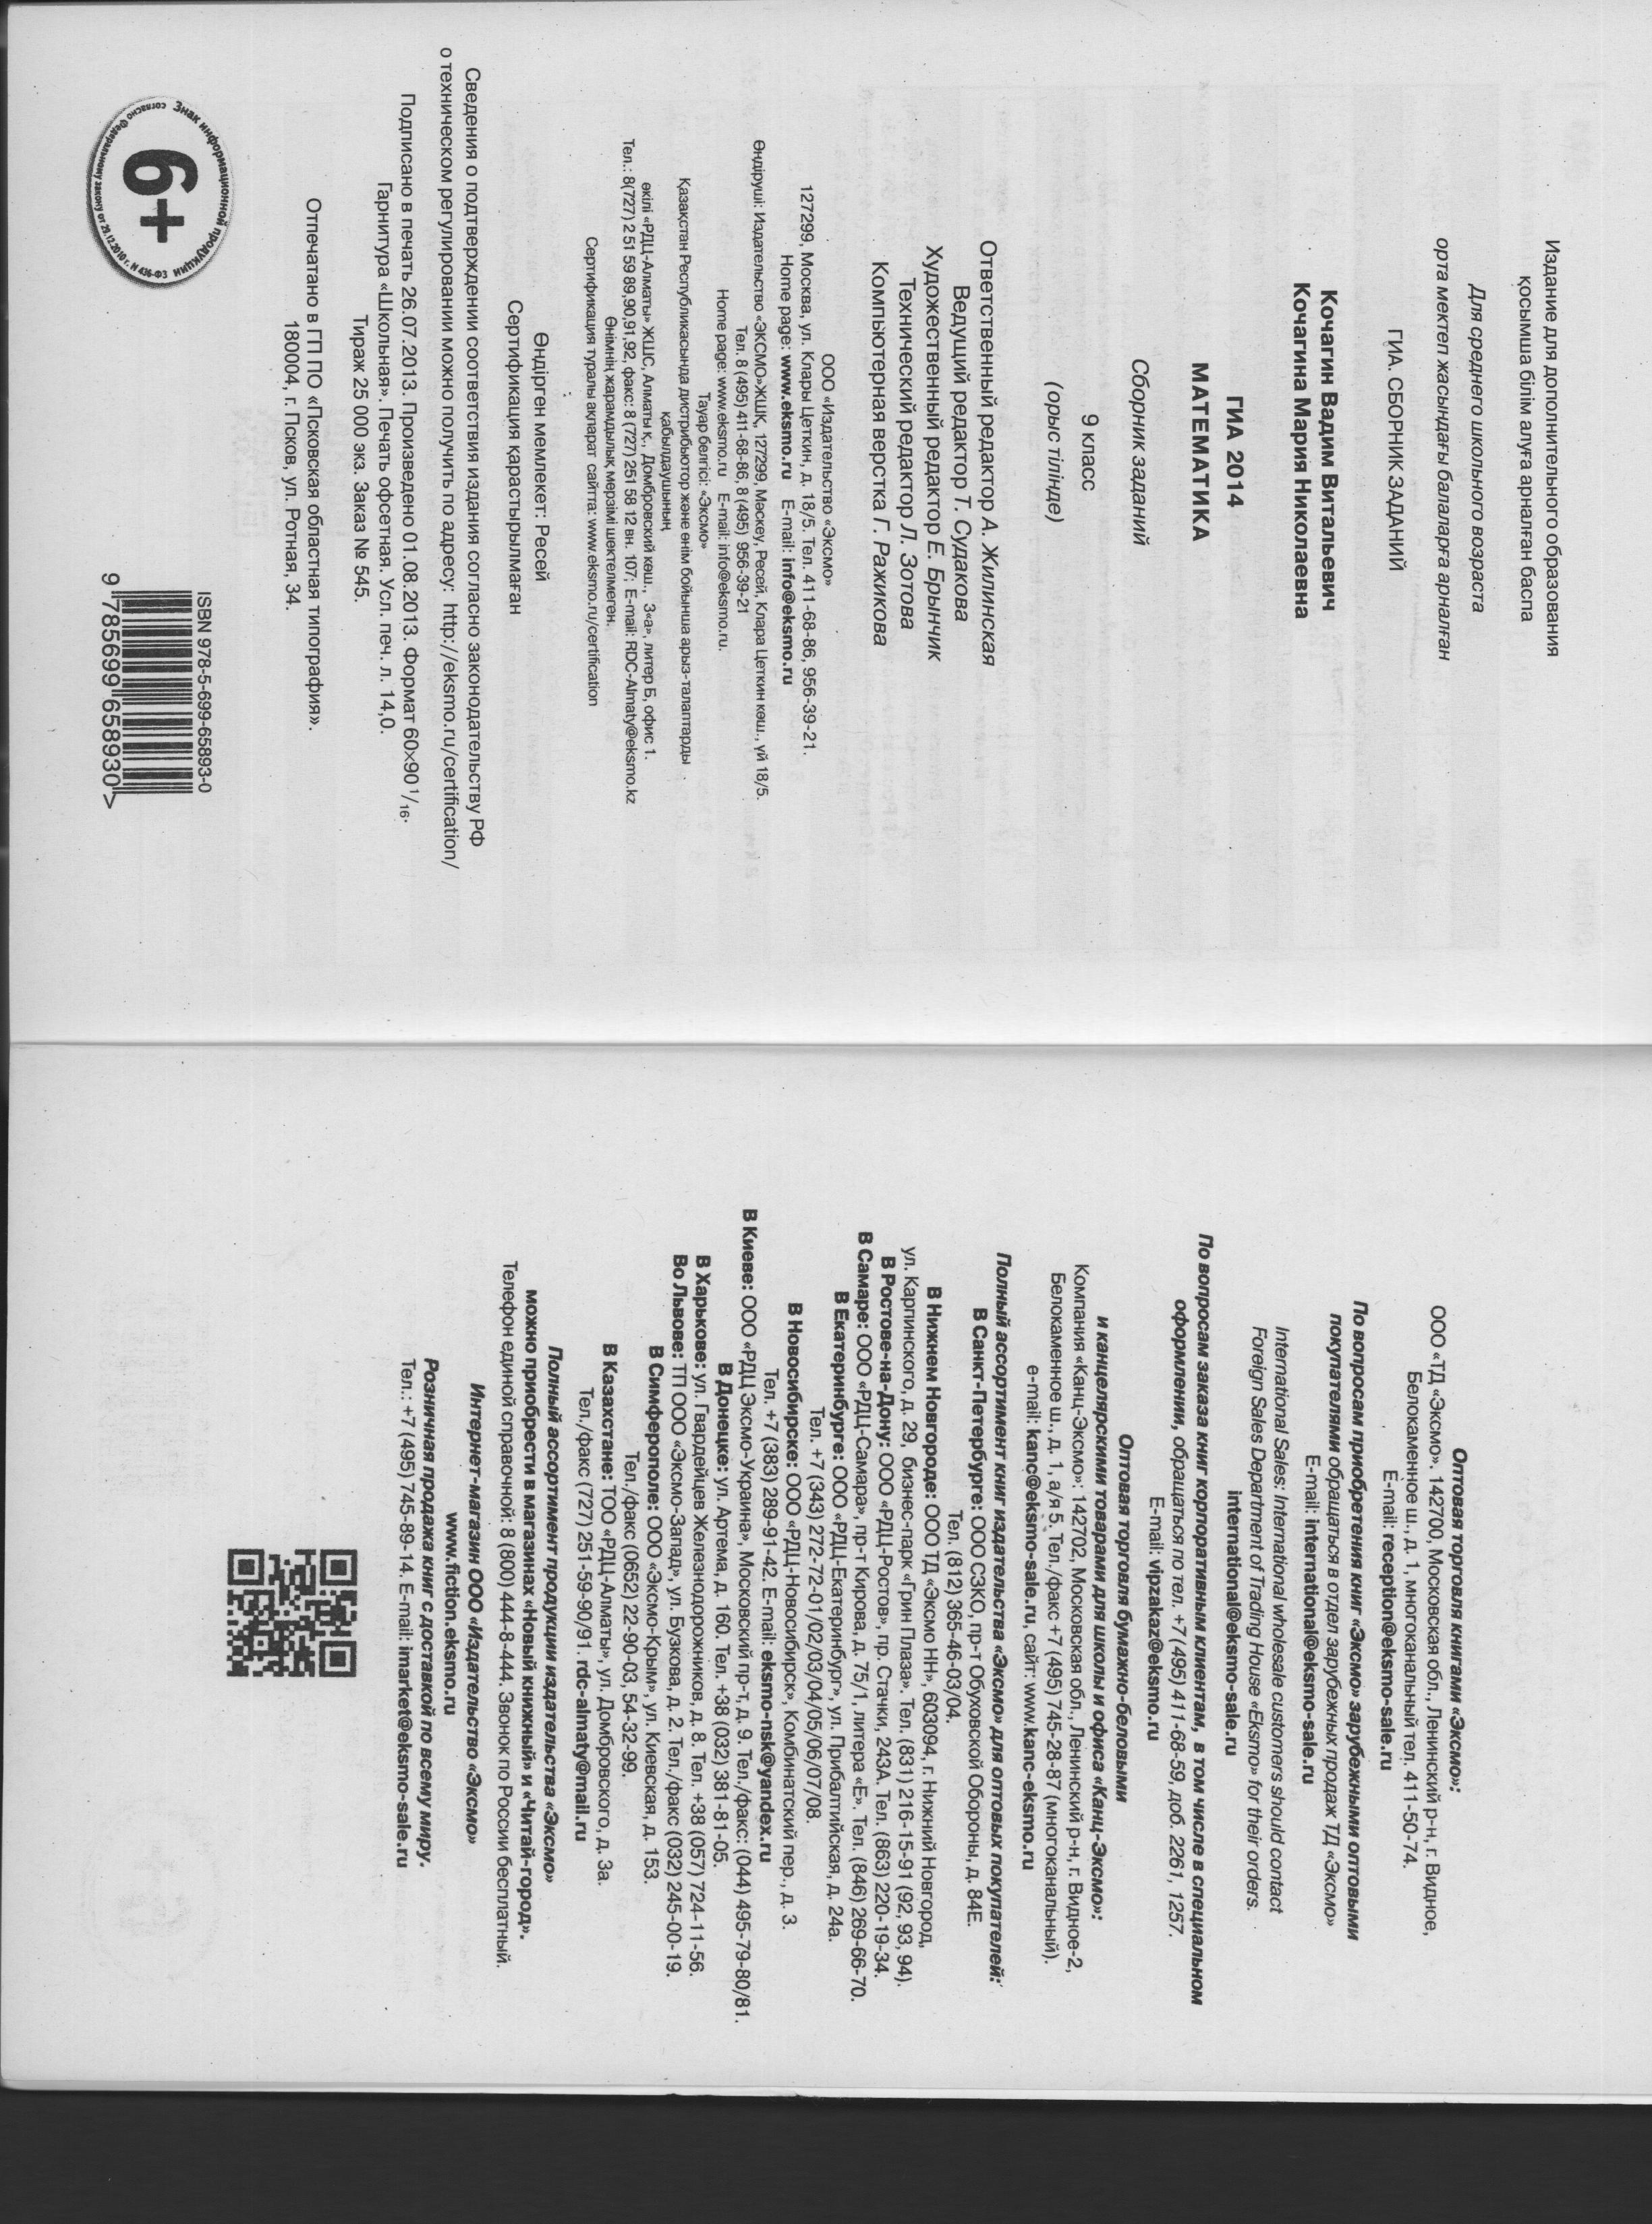 Издание для дополнительного образования
қосымша білім алуға арналған баспа
Для среднего школьного возраста
орта мектеп жасындағы балаларға арналған
ГИА. СБОРНИК ЗАДАНИЙ
Кочагин Вадим Витальевич
Кочагина Мария Николаевна
ГИА 2014
МАТЕМАТИКА
Сборник заданий
9 класс
(орыс тілінде)
Ответственный редактор А. Жилинская
Ведущий редактор Т. Судакова
Художественный редактор Е. Брынчик
Технический редактор Л. Зотова
Компьютерная верстка Г. Ражикова
ООО «Издательство «Эксмо»
127299, Москва, ул. Клары Цеткин, д. 18/5. Тел. 411-68-86, 956-39-21.
Home page: www.eksmo.ru E-mail: info@eksmo.ru
Өндіруші: Издательство «ЭКСМО»ЖШҚ, 127299, Мәскеу, Ресей, Клара Цеткин көш., үй 18/5.
Тел. 8 (495) 411-68-86, 8 (495) 956-39-21
Home page: www.eksmo.ru E-mail: info@eksmo.ru.
Тауар белгісі: «Эксмо»
Қазақстан Республикасында дистрибьютор және өнім бойынша арыз-талаптарды
қабылдаушының
өкілі «РДЦ-Алматы» ЖШС, Алматы қ., Домбровский көш., 3«а», литер Б, офис 1.
Тел.: 8(727) 2 51 59 89,90,91,92, факс: 8 (727) 251 58 12 вн. 107; E-mail: RDC-Almaty@eksmo.kz
Өнімнің жарамдылық мерзімі шектелмеген.
Сертификация туралы ақпарат сайтта: www.eksmo.ru/certification
Өндірген мемлекет: Ресей
Сертификация қарастырылмаған
Сведения о подтверждении соответствия издания согласно законодательству РФ
о техническом регулировании можно получить по адресу: http://eksmo.ru/certification/
Подписано в печать 26.07.2013. Произведено 01.08.2013. Формат 60×90 1/16.
Гарнитура «Школьная». Печать офсетная. Усл. печ. л. 14,0.
Тираж 25 000 экз. Заказ № 545.
Отпечатано в ГП ПО «Псковская областная типография».
180004, г. Псков, ул. Ротная, 34.
Знак информационной продукции
согласно Федеральному закону от 29.12.2010 г. N 436-ФЗ
6+
ISBN 978-5-699-65893-0
9 785699 658930>
Оптовая торговля книгами «Эксмо»:
ООО «ТД «Эксмо». 142700, Московская обл., Ленинский р-н, г. Видное,
Белокаменное ш., д. 1, многоканальный тел. 411-50-74.
E-mail: reception@eksmo-sale.ru
По вопросам приобретения книг «Эксмо» зарубежными оптовыми
покупателями обращаться в отдел зарубежных продаж ТД «Эксмо»
E-mail: international@eksmo-sale.ru
International Sales: International wholesale customers should contact
Foreign Sales Department of Trading House «Eksmo» for their orders.
international@eksmo-sale.ru
По вопросам заказа книг корпоративным клиентам, в том числе в специальном
оформлении, обращаться по тел. +7 (495) 411-68-59, доб. 2261, 1257.
E-mail: vipzakaz@eksmo.ru
Оптовая торговля бумажно-беловыми
и канцелярскими товарами для школы и офиса «Канц-Эксмо»:
Компания «Канц-Эксмо»: 142702, Московская обл., Ленинский р-н, г. Видное-2,
Белокаменное ш., д. 1, а/я 5. Тел./факс +7 (495) 745-28-87 (многоканальный).
e-mail: kanc@eksmo-sale.ru, сайт: www.kanc-eksmo.ru
Полный ассортимент книг издательства «Эксмо» для оптовых покупателей:
В Санкт-Петербурге: ООО СЗКО, пр-т Обуховской Обороны, д. 84Е.
Тел. (812) 365-46-03/04.
В Нижнем Новгороде: ООО ТД «Эксмо НН», 603094, г. Нижний Новгород,
ул. Карпинского, д. 29, бизнес-парк «Грин Плаза». Тел. (831) 216-15-91 (92, 93, 94).
В Ростове-на-Дону: ООО «РДЦ-Ростов», пр. Стачки, 243А. Тел. (863) 220-19-34.
В Самаре: ООО «РДЦ-Самара», пр-т Кирова, д. 75/1, литера «Е». Тел. (846) 269-66-70.
В Екатеринбурге: ООО «РДЦ-Екатеринбург», ул. Прибалтийская, д. 24а.
Тел. +7 (343) 272-72-01/02/03/04/05/06/07/08.
В Новосибирске: ООО «РДЦ-Новосибирск», Комбинатский пер., д. 3.
Тел. +7 (383) 289-91-42. E-mail: eksmo-nsk@yandex.ru
В Киеве: ООО «РДЦ Эксмо-Украина», Московский пр-т, д. 9. Тел./факс: (044) 495-79-80/81.
В Донецке: ул. Артема, д. 160. Тел. +38 (032) 381-81-05.
В Харькове: ул. Гвардейцев Железнодорожников, д. 8. Тел. +38 (057) 724-11-56.
Во Львове: ТП ООО «Эксмо-Запад», ул. Бузкова, д. 2. Тел./факс (032) 245-00-19.
В Симферополе: ООО «Эксмо-Крым», ул. Киевская, д. 153.
Тел./факс (0652) 22-90-03, 54-32-99.
В Казахстане: ТОО «РДЦ-Алматы», ул. Домбровского, д. 3а.
Тел./факс (727) 251-59-90/91. rdc-almaty@mail.ru
Полный ассортимент продукции издательства «Эксмо»
можно приобрести в магазинах «Новый книжный» и «Читай-город».
Телефон единой справочной: 8 (800) 444-8-444. Звонок по России бесплатный.
Интернет-магазин ООО «Издательство «Эксмо»
www.fiction.eksmo.ru
Розничная продажа книг с доставкой по всему миру.
Тел.: +7 (495) 745-89-14. E-mail: imarket@eksmo-sale.ru